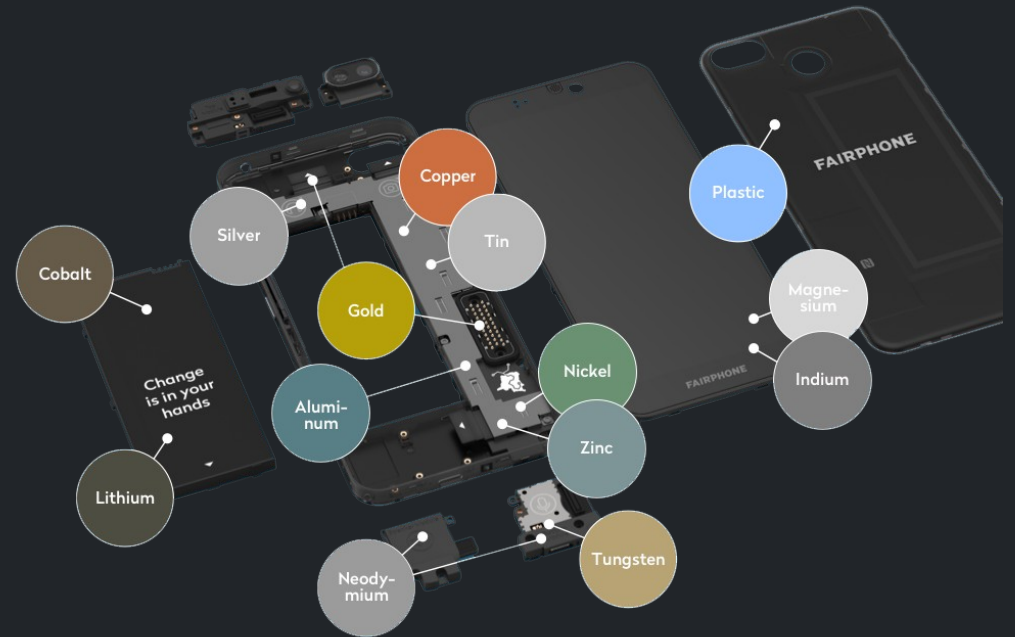 FAIRPHONE
Copper
Plastic
Silver
Tin
Cobalt
Magne-
sium
Gold
Change
is in your
hands
Nickel
FAIRPHONE
Indium
Alumi-
num
Zinc
Lithium
Tungsten
Neody-
mium